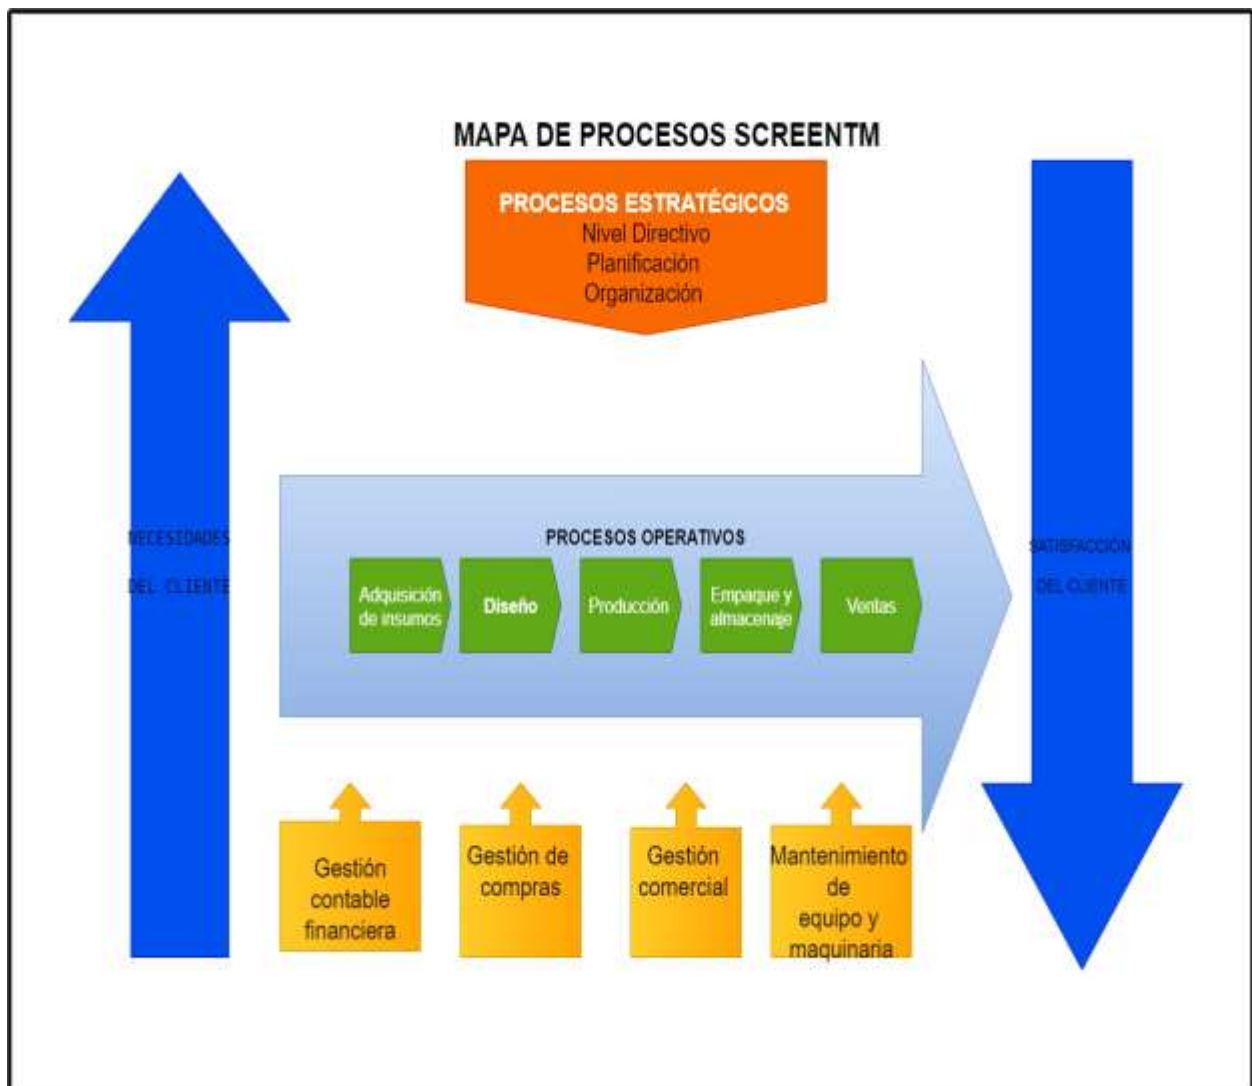 MAPA DE PROCESOS SCREENTM
PROCESOS ESTRATÉGICOS
Nivel Directivo
Planificación
Organización
NECESIDADES
DEL CLIENTE
PROCESOS OPERATIVOS
Adquisición
de insumos
Diseño
Producción
Empaque y
almacenaje
Ventas
SATISFACCIÓN
DEL CLIENTE
Gestión
contable
financiera
Gestión de
compras
Gestión
comercial
Mantenimiento
de
equipo y
maquinaria